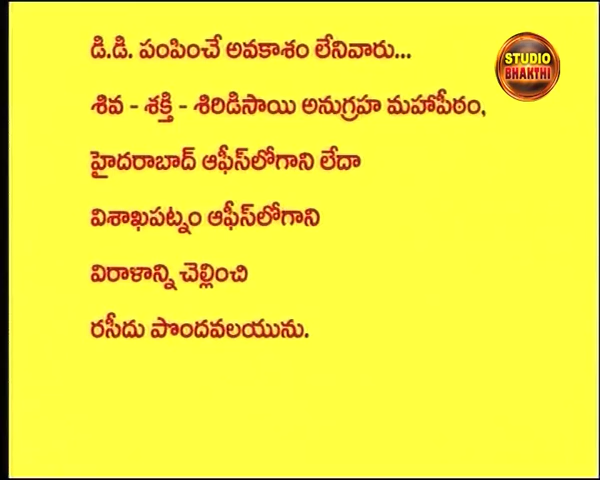 డి.డి. పంపించే అవకాశం లేనివారు...
శివ - శక్తి - శిరిడిసాయి అనుగ్రహ మహాపీఠం,
హైదరాబాద్ ఆఫీస్‌లోగాని లేదా
విశాఖపట్నం ఆఫీస్‌లోగాని
విరాళాన్ని చెల్లించి
రసీదు పొందవలయును.
STUDIO
BHAKTHI